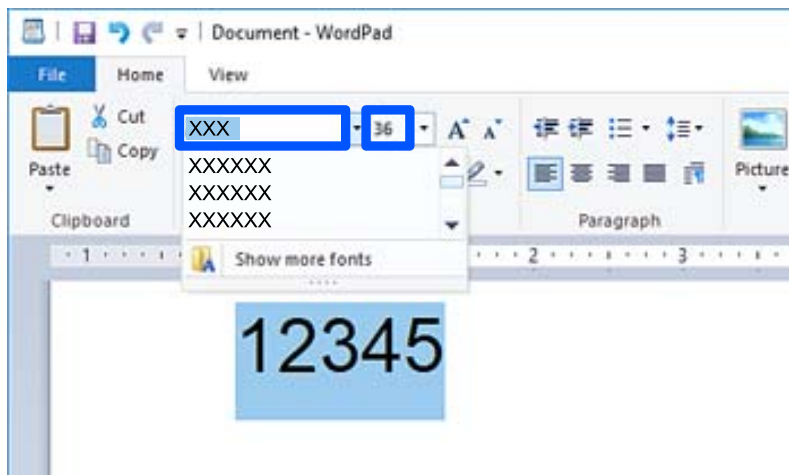 Document - WordPad
File Home View
Cut
XXX 36 A A
Copy
Paste
XXXXXX
XXXXXX
XXXXXX
Picture
Clipboard
Paragraph
Show more fonts
1 2 3
12345